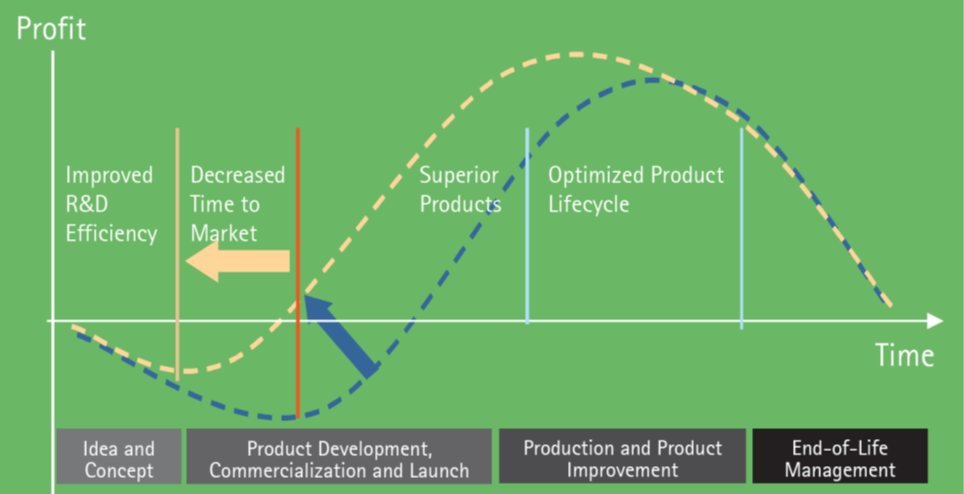 Profit
Improved
R&D
Efficiency
Decreased
Time to
Market
Superior
Products
Optimized Product
Lifecycle
Time
Idea and
Concept
Product Development,
Commercialization and Launch
Production and Product
Improvement
End-of-Life
Management